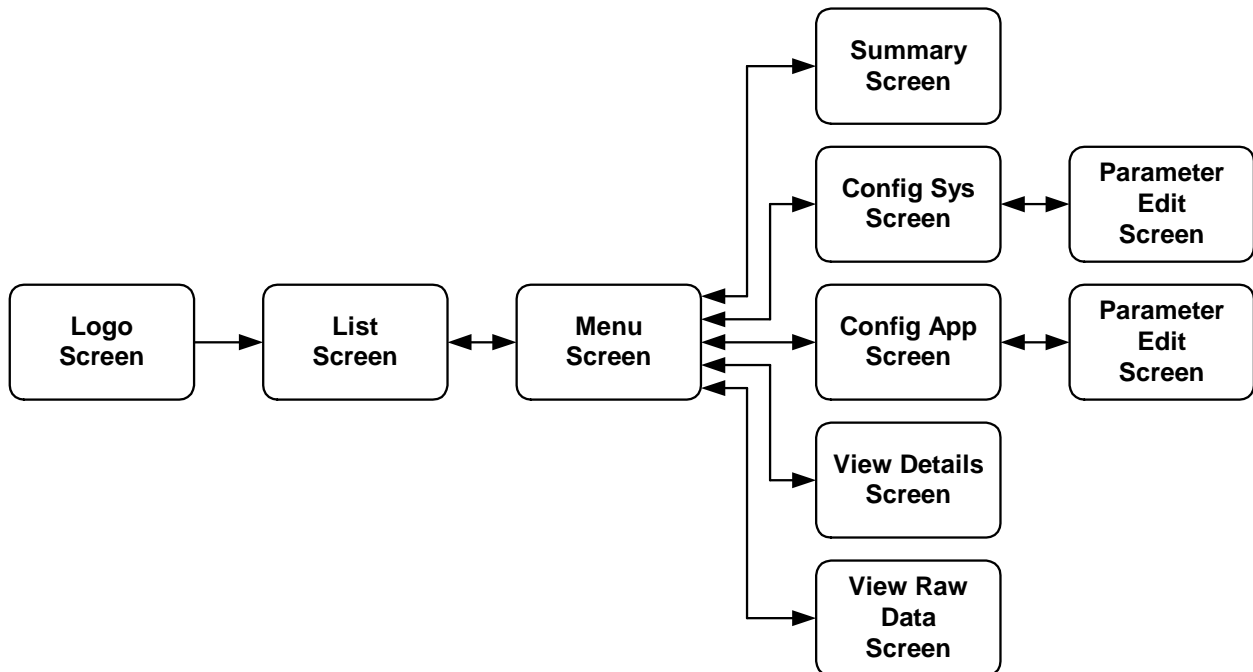 Summary
Screen
Config Sys
Screen
Parameter
Edit
Screen
Logo
Screen
List
Screen
Menu
Screen
Config App
Screen
Parameter
Edit
Screen
View Details
Screen
View Raw
Data
Screen